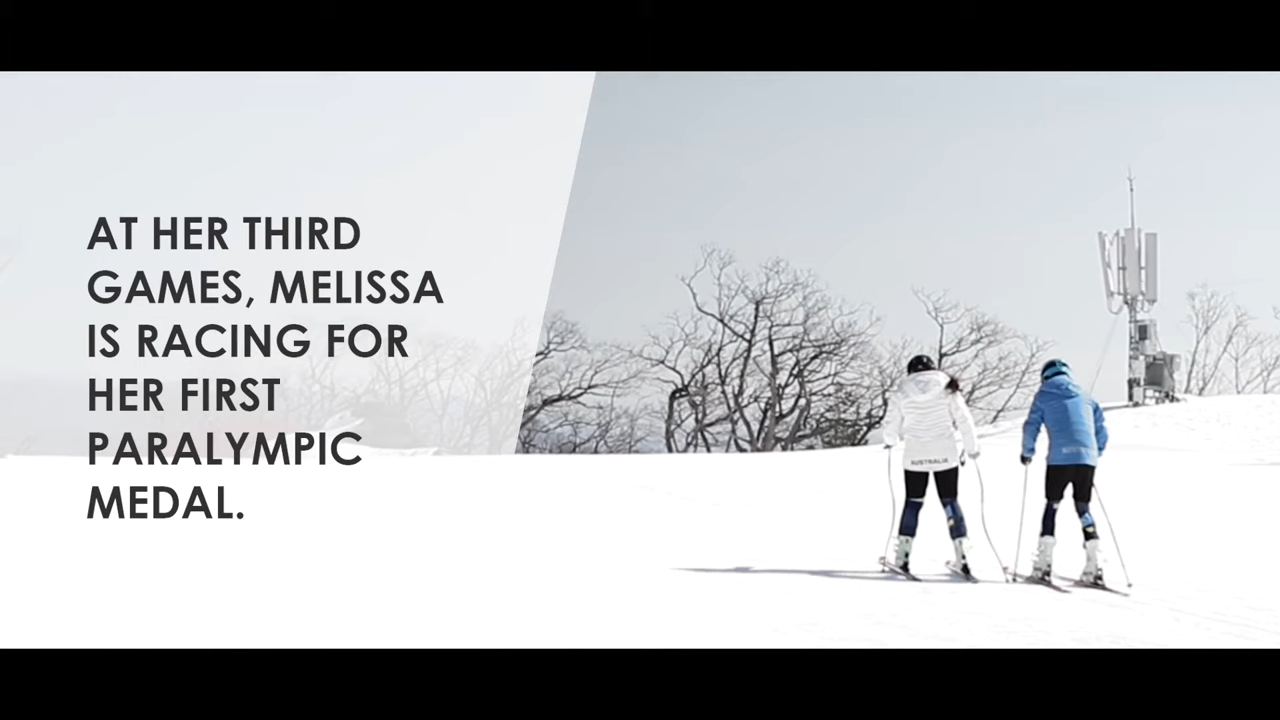 AT HER THIRD
GAMES, MELISSA
IS RACING FOR
HER FIRST
PARALYMPIC
MEDAL.
AUSTRALIA